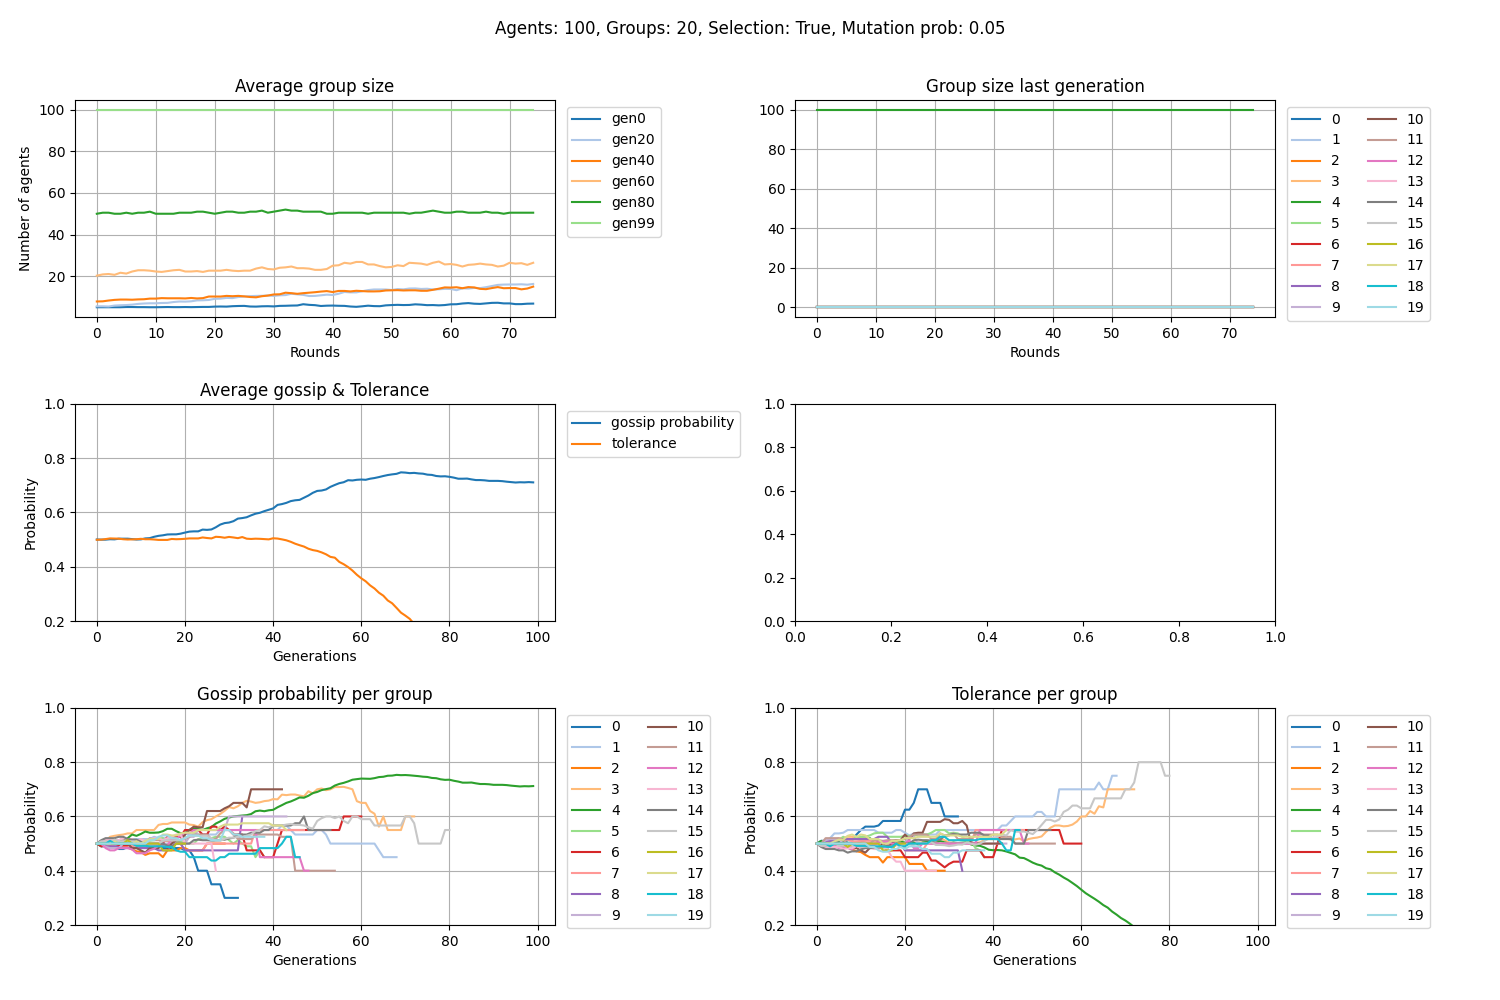 Agents: 100, Groups: 20, Selection: True, Mutation prob: 0.05
Average group size
Number of agents
100
80
60
40
20
0 10 20 30 40 50 60 70
Rounds
gen0
gen20
gen40
gen60
gen80
gen99
Group size last generation
100
80
60
40
20
0
0 10 20 30 40 50 60 70
Rounds
0 10
1 11
2 12
3 13
4 14
5 15
6 16
7 17
8 18
9 19
Average gossip & Tolerance
Probability
1.0
0.8
0.6
0.4
0.2
0 20 40 60 80 100
Generations
gossip probability
tolerance
1.0
0.8
0.6
0.4
0.2
0.0
0.0 0.2 0.4 0.6 0.8 1.0
Gossip probability per group
Probability
1.0
0.8
0.6
0.4
0.2
0 20 40 60 80 100
Generations
0 10
1 11
2 12
3 13
4 14
5 15
6 16
7 17
8 18
9 19
Tolerance per group
Probability
1.0
0.8
0.6
0.4
0.2
0 20 40 60 80 100
Generations
0 10
1 11
2 12
3 13
4 14
5 15
6 16
7 17
8 18
9 19